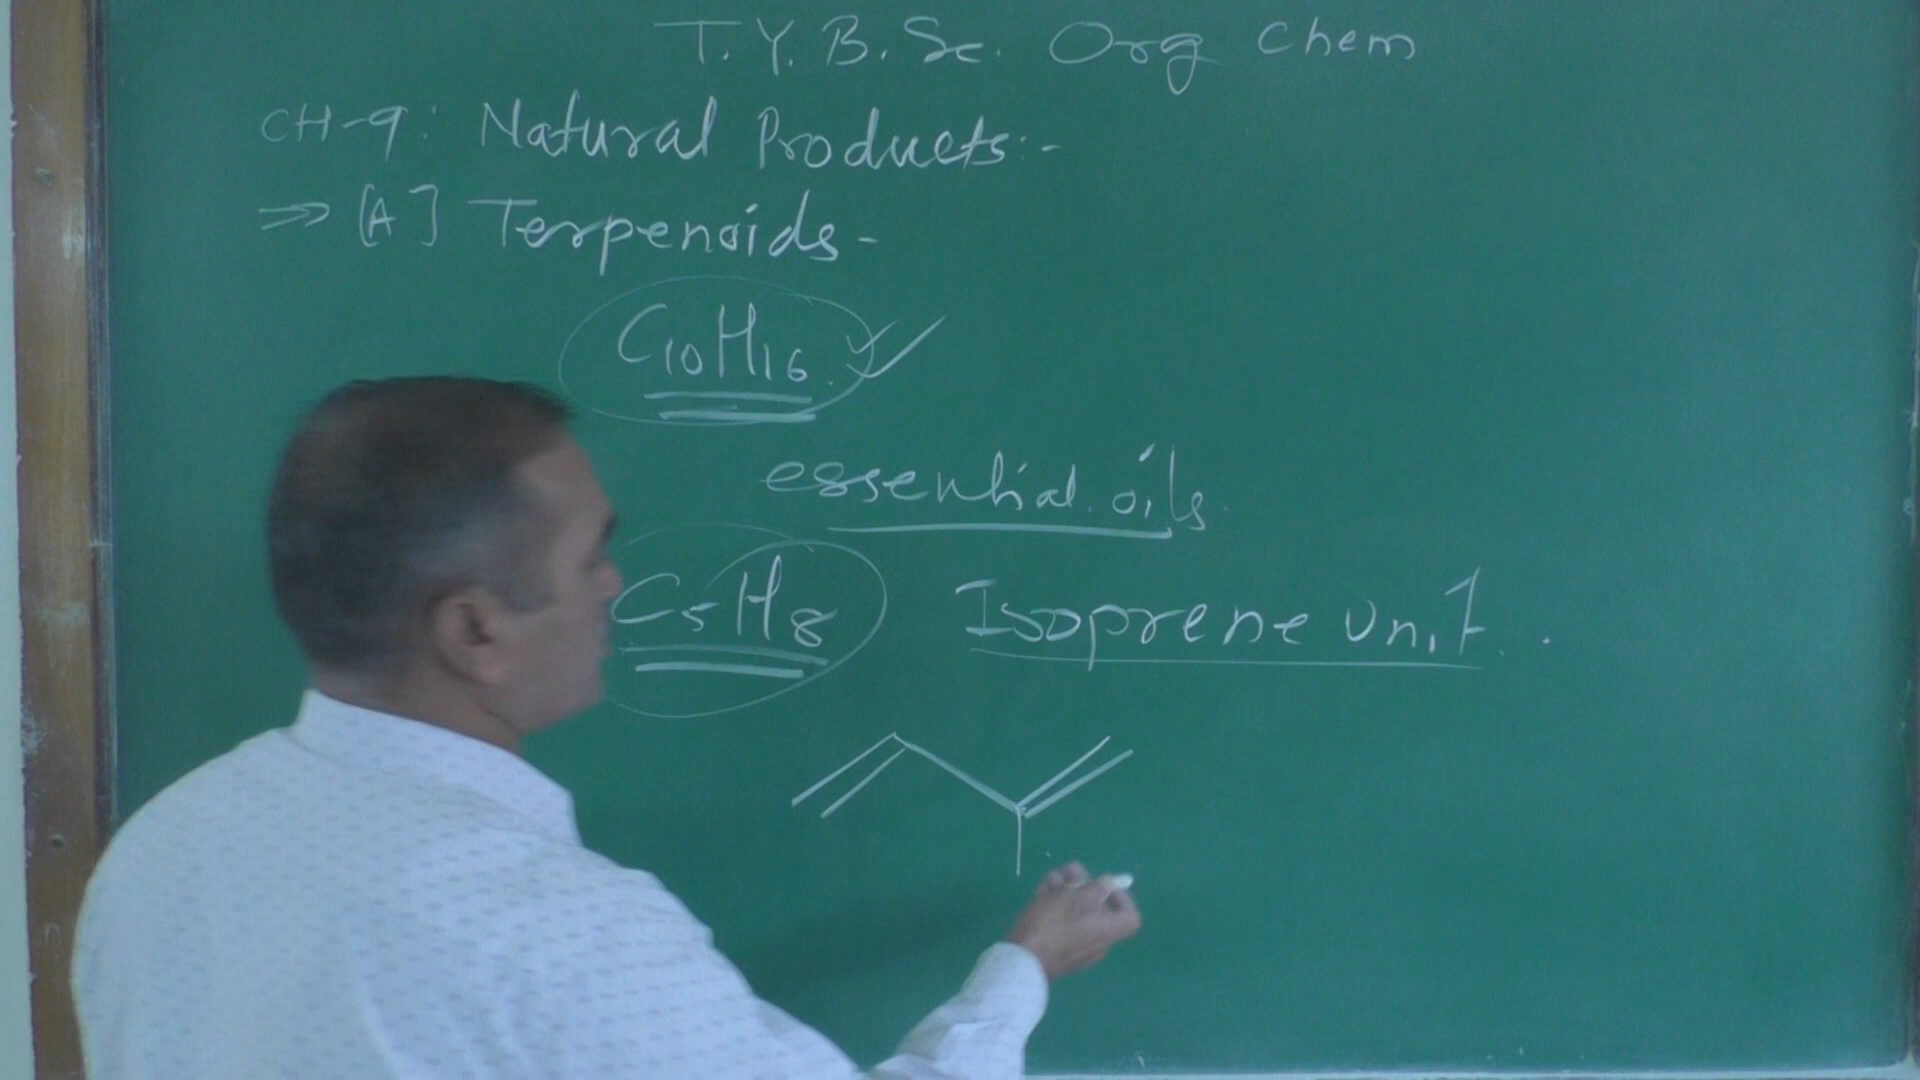 T.Y.B.Sc. Org Chem
CH-9: Natural Products:-
⇒ [A] Terpenoids-
C10H16.
essential oils.
C5H8 Isoprene unit.